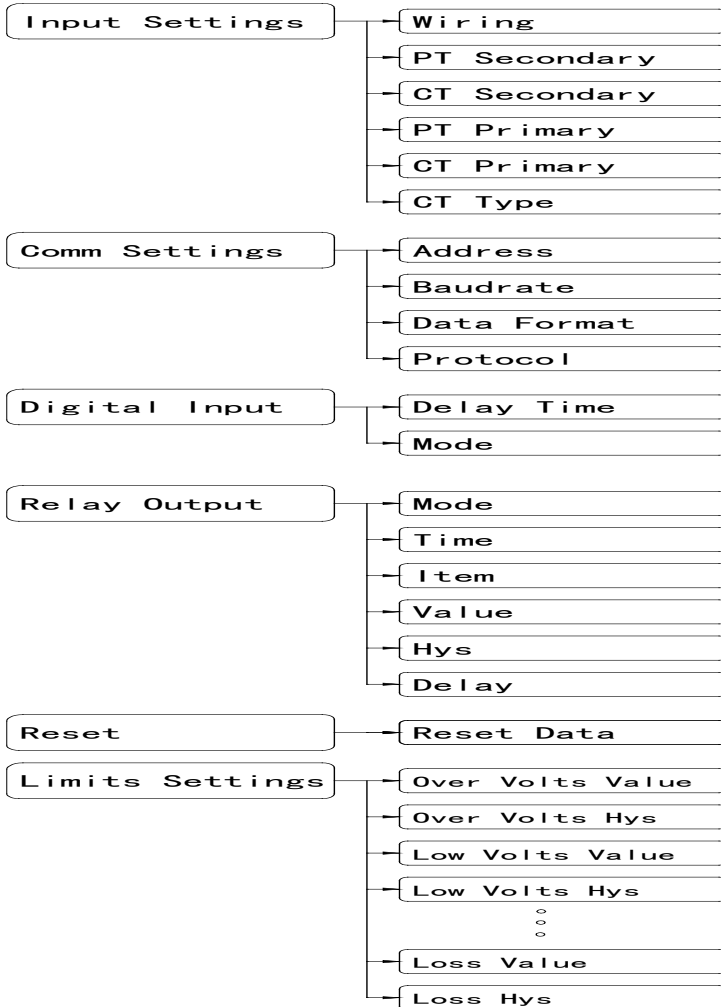 Input Settings
Wiring
PT Secondary
CT Secondary
PT Primary
CT Primary
CT Type
Comm Settings
Address
Baudrate
Data Format
Protocol
Digital Input
Delay Time
Mode
Relay Output
Mode
Time
Item
Value
Hys
Delay
Reset
Reset Data
Limits Settings
Over Volts Value
Over Volts Hys
Low Volts Value
Low Volts Hys
Loss Value
Loss Hys